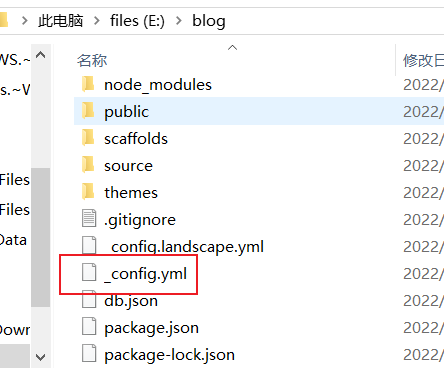 此电脑 > files (E:) > blog
名称
修改日
WS.~
s.~W
Files
Files
Data
Down
node_modules
2022/
public
2022/
scaffolds
2022/
source
2022/
themes
2022/
.gitignore
2022/
_config.landscape.yml
2022/
_config.yml
2022/
db.json
2022/
package.json
2022/
package-lock.json
2022/